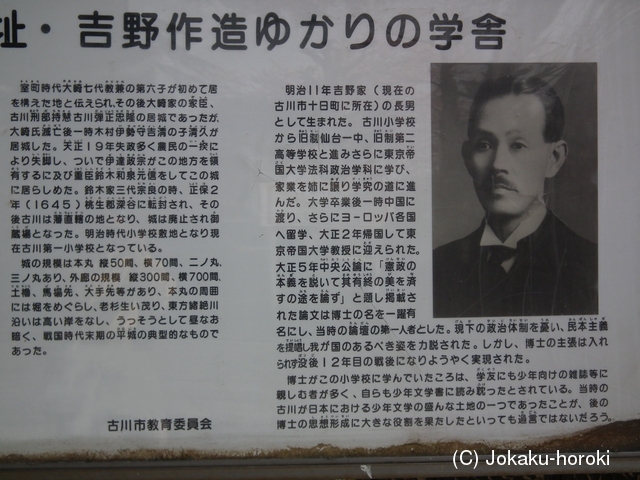 址・吉野作造ゆかりの学舎
室町時代大崎七代教兼の第六子が初めて居
を構えた地と伝えられ、その後大崎家の家臣、
古川刑部持慧古川弾正忠隆の居城であったが、
大崎氏滅亡後一時木村伊勢守吉清の子清久が
居城した。天正19年失政多く農民の一揆に
より失脚し、ついで伊達政宗がこの地方を領
有するに及び重臣鈴木和泉元信をしてこの城
に居らしめた。鈴木家三代宗良の時、正保2
年(1645)桃生郡深谷に転封され、その
後古川は藩直轄の地となり、城は廃止され御
蔵場となった。明治時代小学校敷地となり現
在古川第一小学校となっている。
城の規模は本丸 縦50間、横70間、二ノ丸、
三ノ丸あり、外廊の規模 縦300間、横700間、
土橋、馬場先、大手先等があり、本丸の周囲
には堀をめぐらし、老杉生い茂り、東方緒絶川
沿いは高い岸をなし、うっそうとして昼なお
暗く、戦国時代末期の平城の典型的なもので
あった。
古川市教育委員会
明治11年吉野家(現在の
古川市十日町に所在)の長男
として生まれた。古川小学校
から旧制仙台一中、旧制第二
高等学校と進みさらに東京帝
国大学法科政治学科に学び、
家業を姉に譲り学究の道に進
んだ。大学卒業後一時中国に
渡り、さらにヨーロッパ各国
へ留学、大正2年帰国して東
京帝国大学教授に迎えられた。
大正5年中央公論に「憲政の
本義を説いて其有終の美を済
すの途を論ず」と題し掲載さ
れた論文は博士の名を一躍有
名にし、当時の論壇の第一人者とした。現下の政治体制を憂い、民本主義
を提唱し我が国のあるべき姿を力説された。しかし、博士の主張は入れ
られず没後12年目の戦後になりようやく実現された。
博士がこの小学校に学んでいたころは、学友にも少年向けの雑誌等に
親しむ者が多く、自らも少年文学書に読み耽ったとされている。当時の
古川が日本における少年文学の盛んな土地の一つであったことが、後の
博士の思想形成に大きな役割を果たしたといっても過言ではないだろう。
(C) Jokaku-horoki